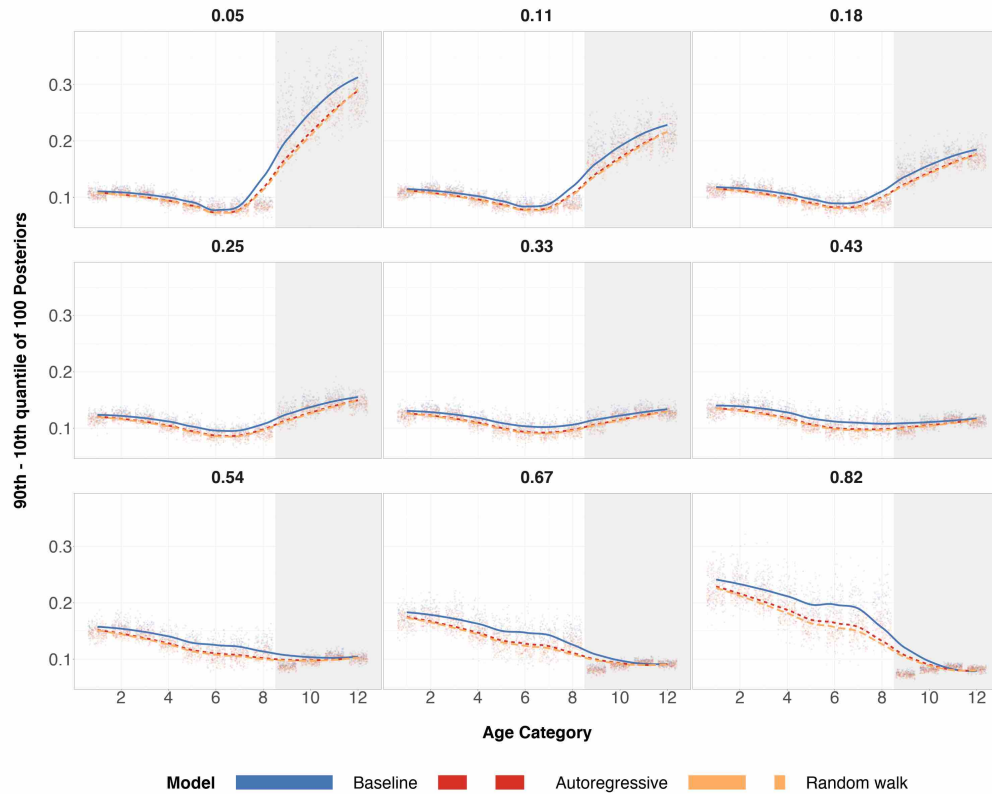 0.05 0.11 0.18
0.3
0.2
0.1
0.25 0.33 0.43
0.3
0.2
0.1
0.54 0.67 0.82
0.3
0.2
0.1
2 4 6 8 10 12 2 4 6 8 10 12 2 4 6 8 10 12
90th - 10th quantile of 100 Posteriors
Age Category
Model Baseline Autoregressive Random walk